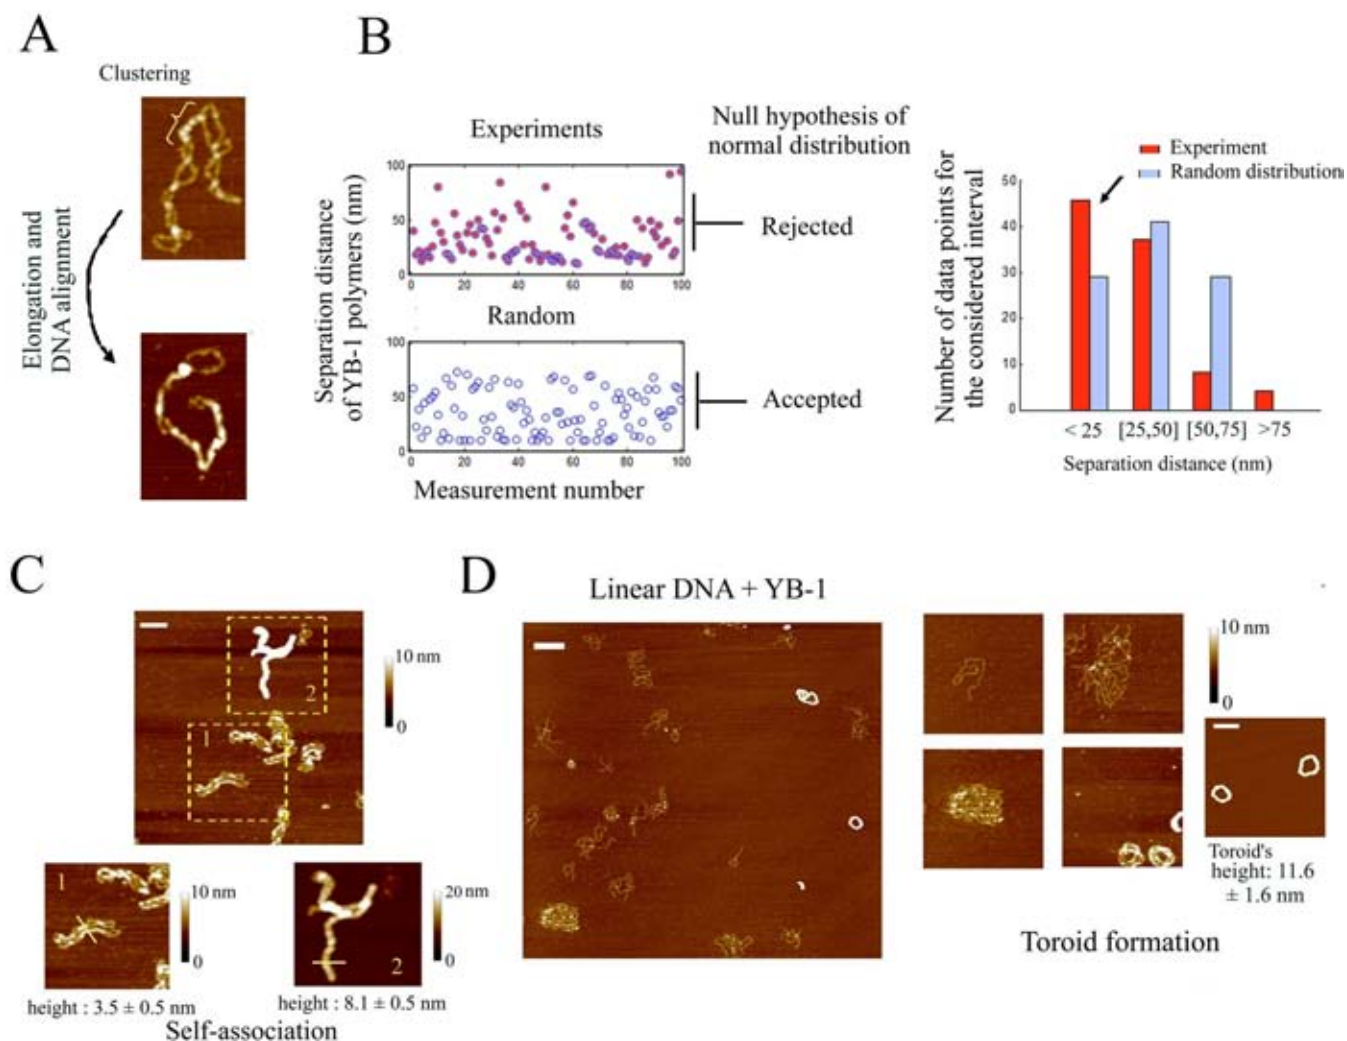 A
Clustering
Elongation and
DNA alignment
B
Experiments
Null hypothesis of
normal distribution
Separation distance
of YB-1 polymers (nm)
100
50
0
0 20 40 60 80 100
Rejected
Random
100
50
0
0 20 40 60 80 100
Accepted
Measurement number
Experiment
Random distribution
Number of data points for
the considered interval
50
40
30
20
10
0
< 25 [25,50] [50,75] >75
Separation distance (nm)
C
2
1
10 nm
0
1
10 nm
0
height : 3.5 ± 0.5 nm
2
20 nm
0
height : 8.1 ± 0.5 nm
Self-association
D
Linear DNA + YB-1
10 nm
0
Toroid's
height: 11.6
± 1.6 nm
Toroid formation